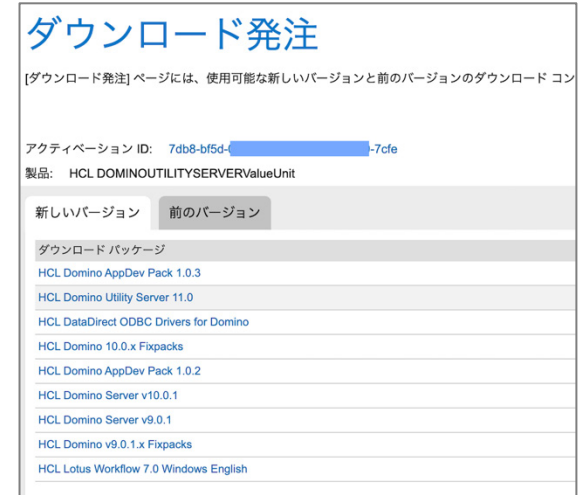 ダウンロード発注
[ダウンロード発注] ページには、使用可能な新しいバージョンと前のバージョンのダウンロード コン
アクティベーション ID: 7db8-bf5d- -7cfe
製品: HCL DOMINOUTILITYSERVERValueUnit
新しいバージョン 前のバージョン
ダウンロード パッケージ
HCL Domino AppDev Pack 1.0.3
HCL Domino Utility Server 11.0
HCL DataDirect ODBC Drivers for Domino
HCL Domino 10.0.x Fixpacks
HCL Domino AppDev Pack 1.0.2
HCL Domino Server v10.0.1
HCL Domino Server v9.0.1
HCL Domino v9.0.1.x Fixpacks
HCL Lotus Workflow 7.0 Windows English